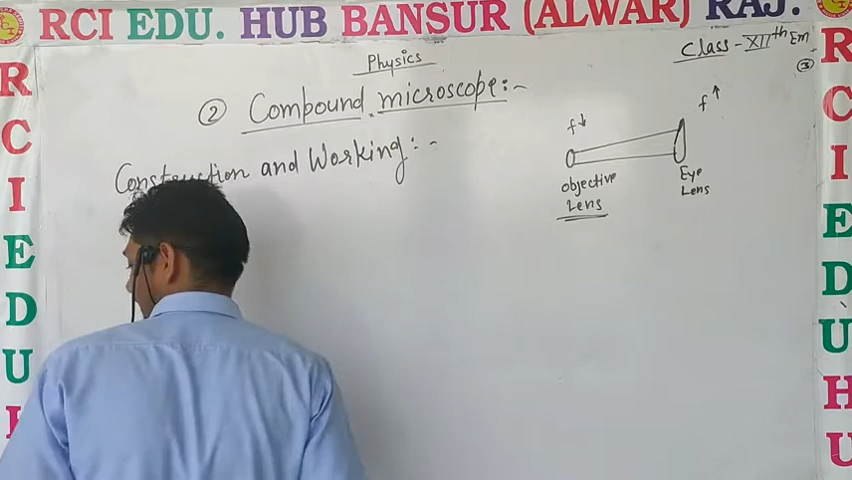 RCI EDU. HUB BANSUR (ALWAR) RAJ.
Physics
Class - XIIth Em
③
② Compound microscope:-
Construction and Working:-
f↓
f↑
objective
Lens
Eye
Lens
R
C
I
E
D
U
R
C
I
E
D
U
H
U